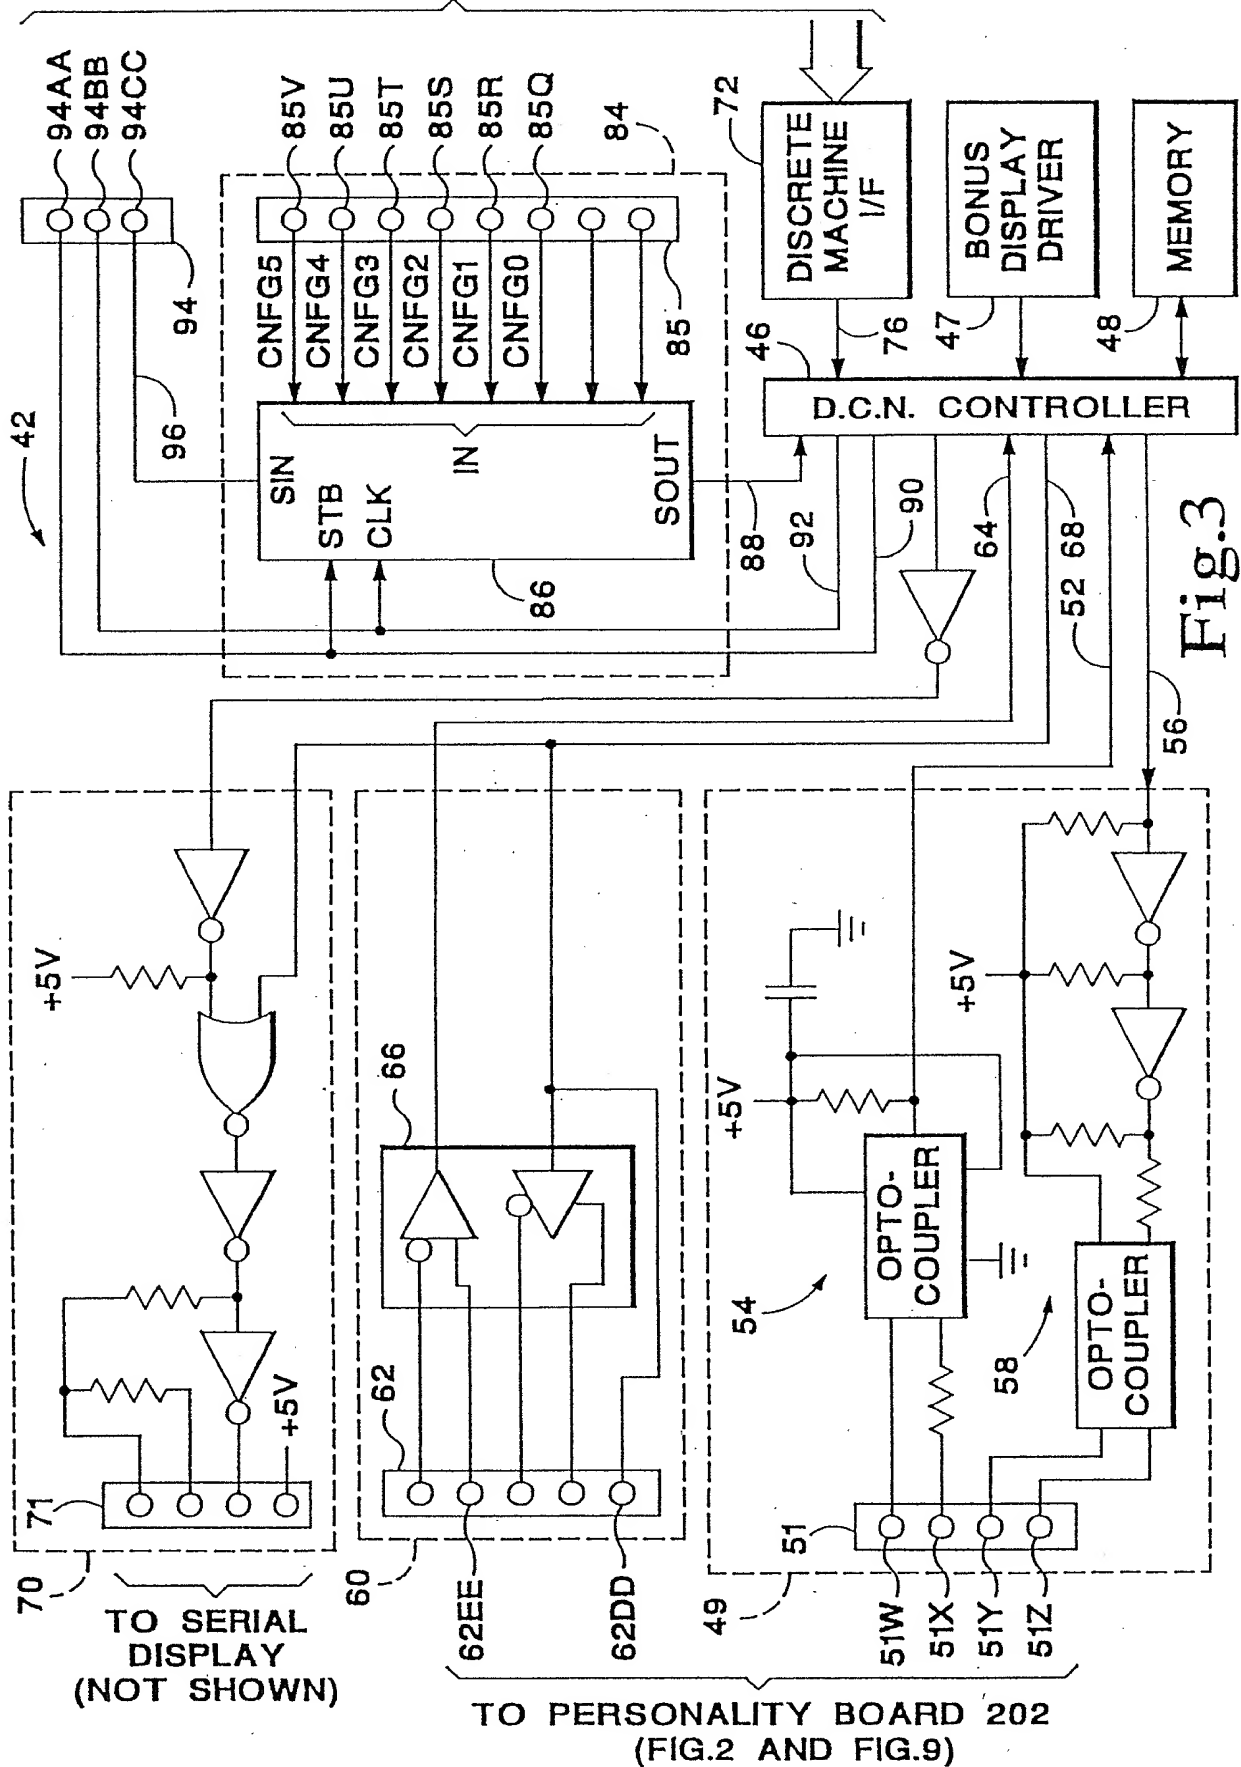 94AA
94BB
94CC
94
42
96
85V
85U
85T
85S
85R
85Q
84
85
CNFG5
CNFG4
CNFG3
CNFG2
CNFG1
CNFG0
SIN
STB
CLK
IN
SOUT
86
88
72
DISCRETE
MACHINE
I/F
76
BONUS
DISPLAY
DRIVER
47
MEMORY
48
46
D.C.N. CONTROLLER
92
90
64
68
52
56
Fig.3
+5V
+5V
71
70
TO SERIAL
DISPLAY
(NOT SHOWN)
66
62
60
62EE
62DD
+5V
OPTO-
COUPLER
54
+5V
OPTO-
COUPLER
58
51
49
51W
51X
51Y
51Z
TO PERSONALITY BOARD 202
(FIG.2 AND FIG.9)